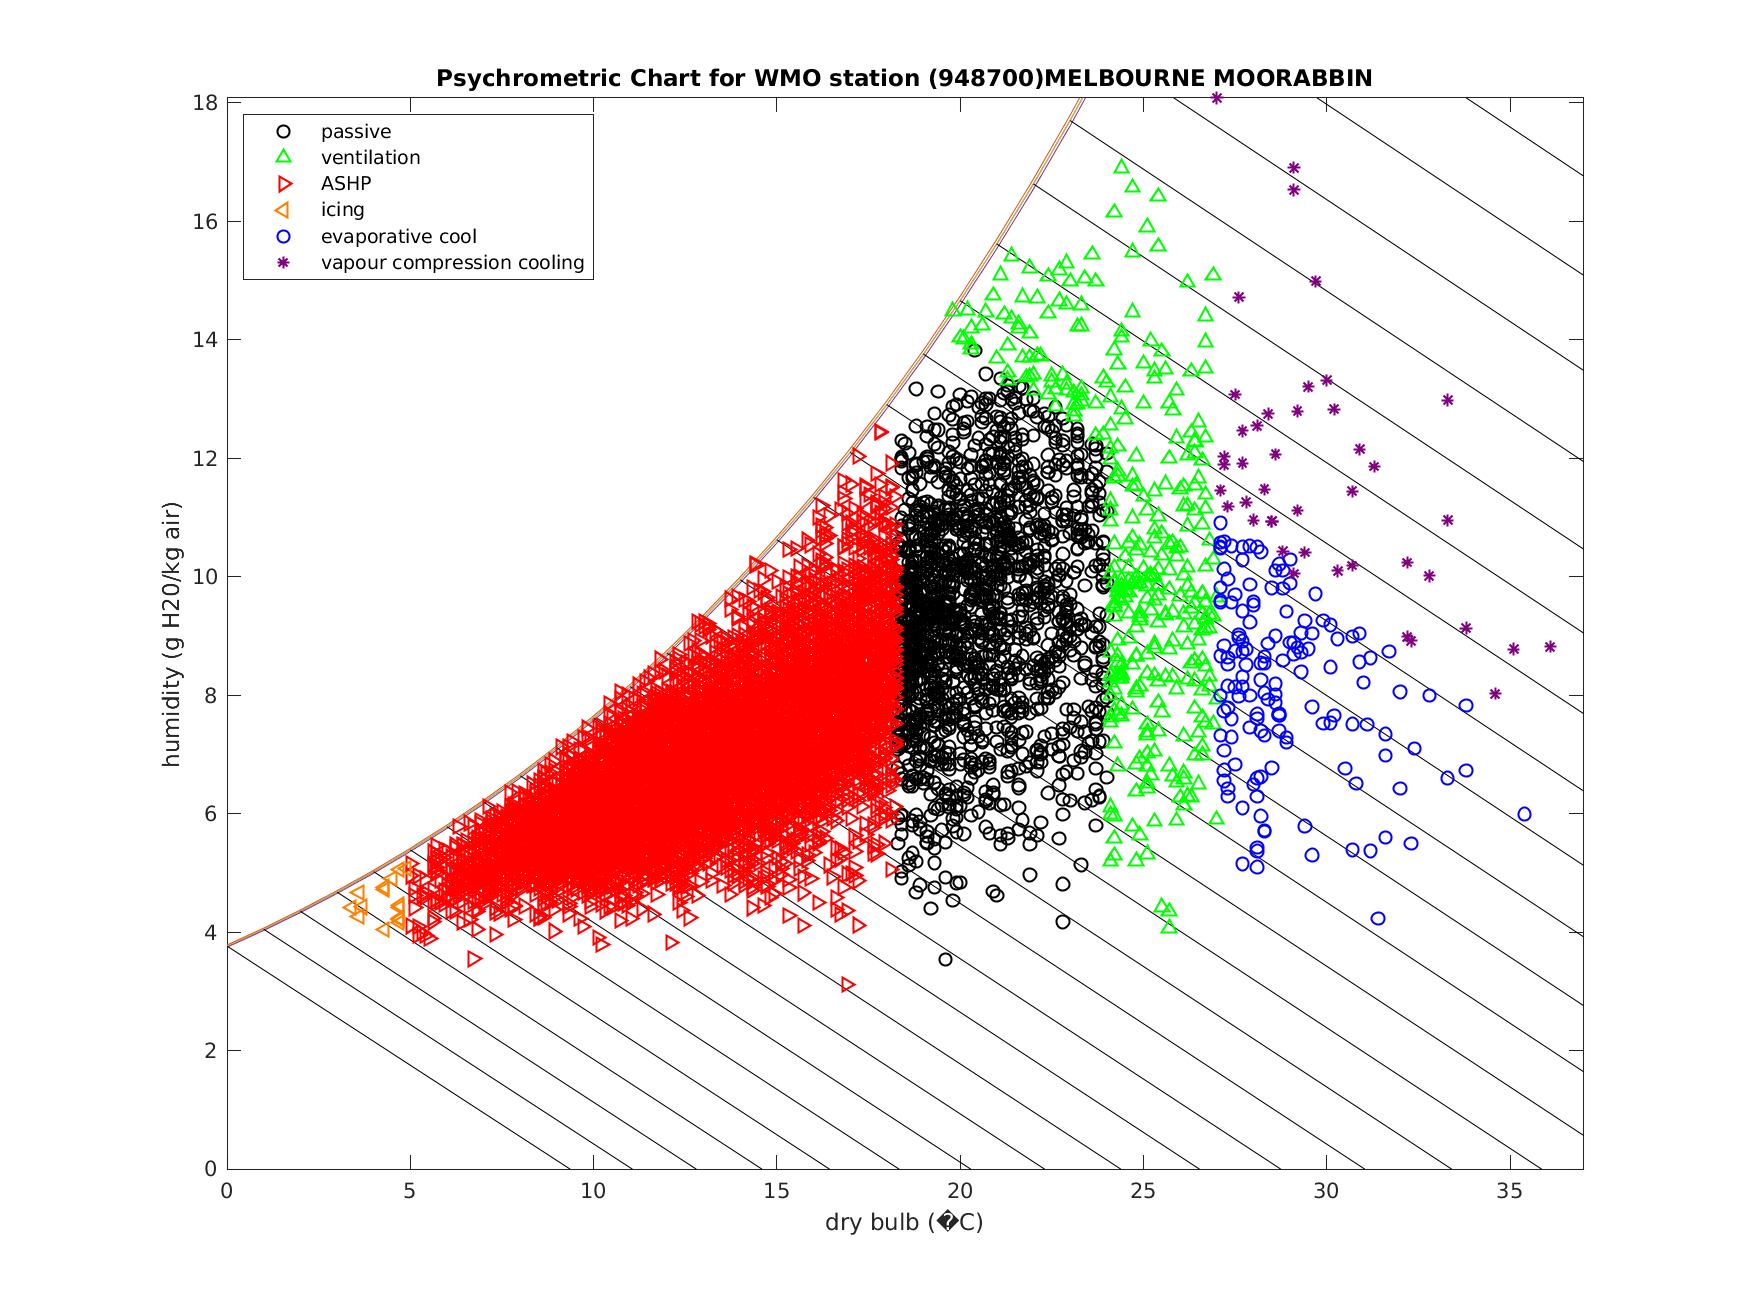 Psychrometric Chart for WMO station (948700)MELBOURNE MOORABBIN
18
16
14
12
10
8
6
4
2
0
humidity (g H20/kg air)
passive
ventilation
ASHP
icing
evaporative cool
vapour compression cooling
0 5 10 15 20 25 30 35
dry bulb (�C)